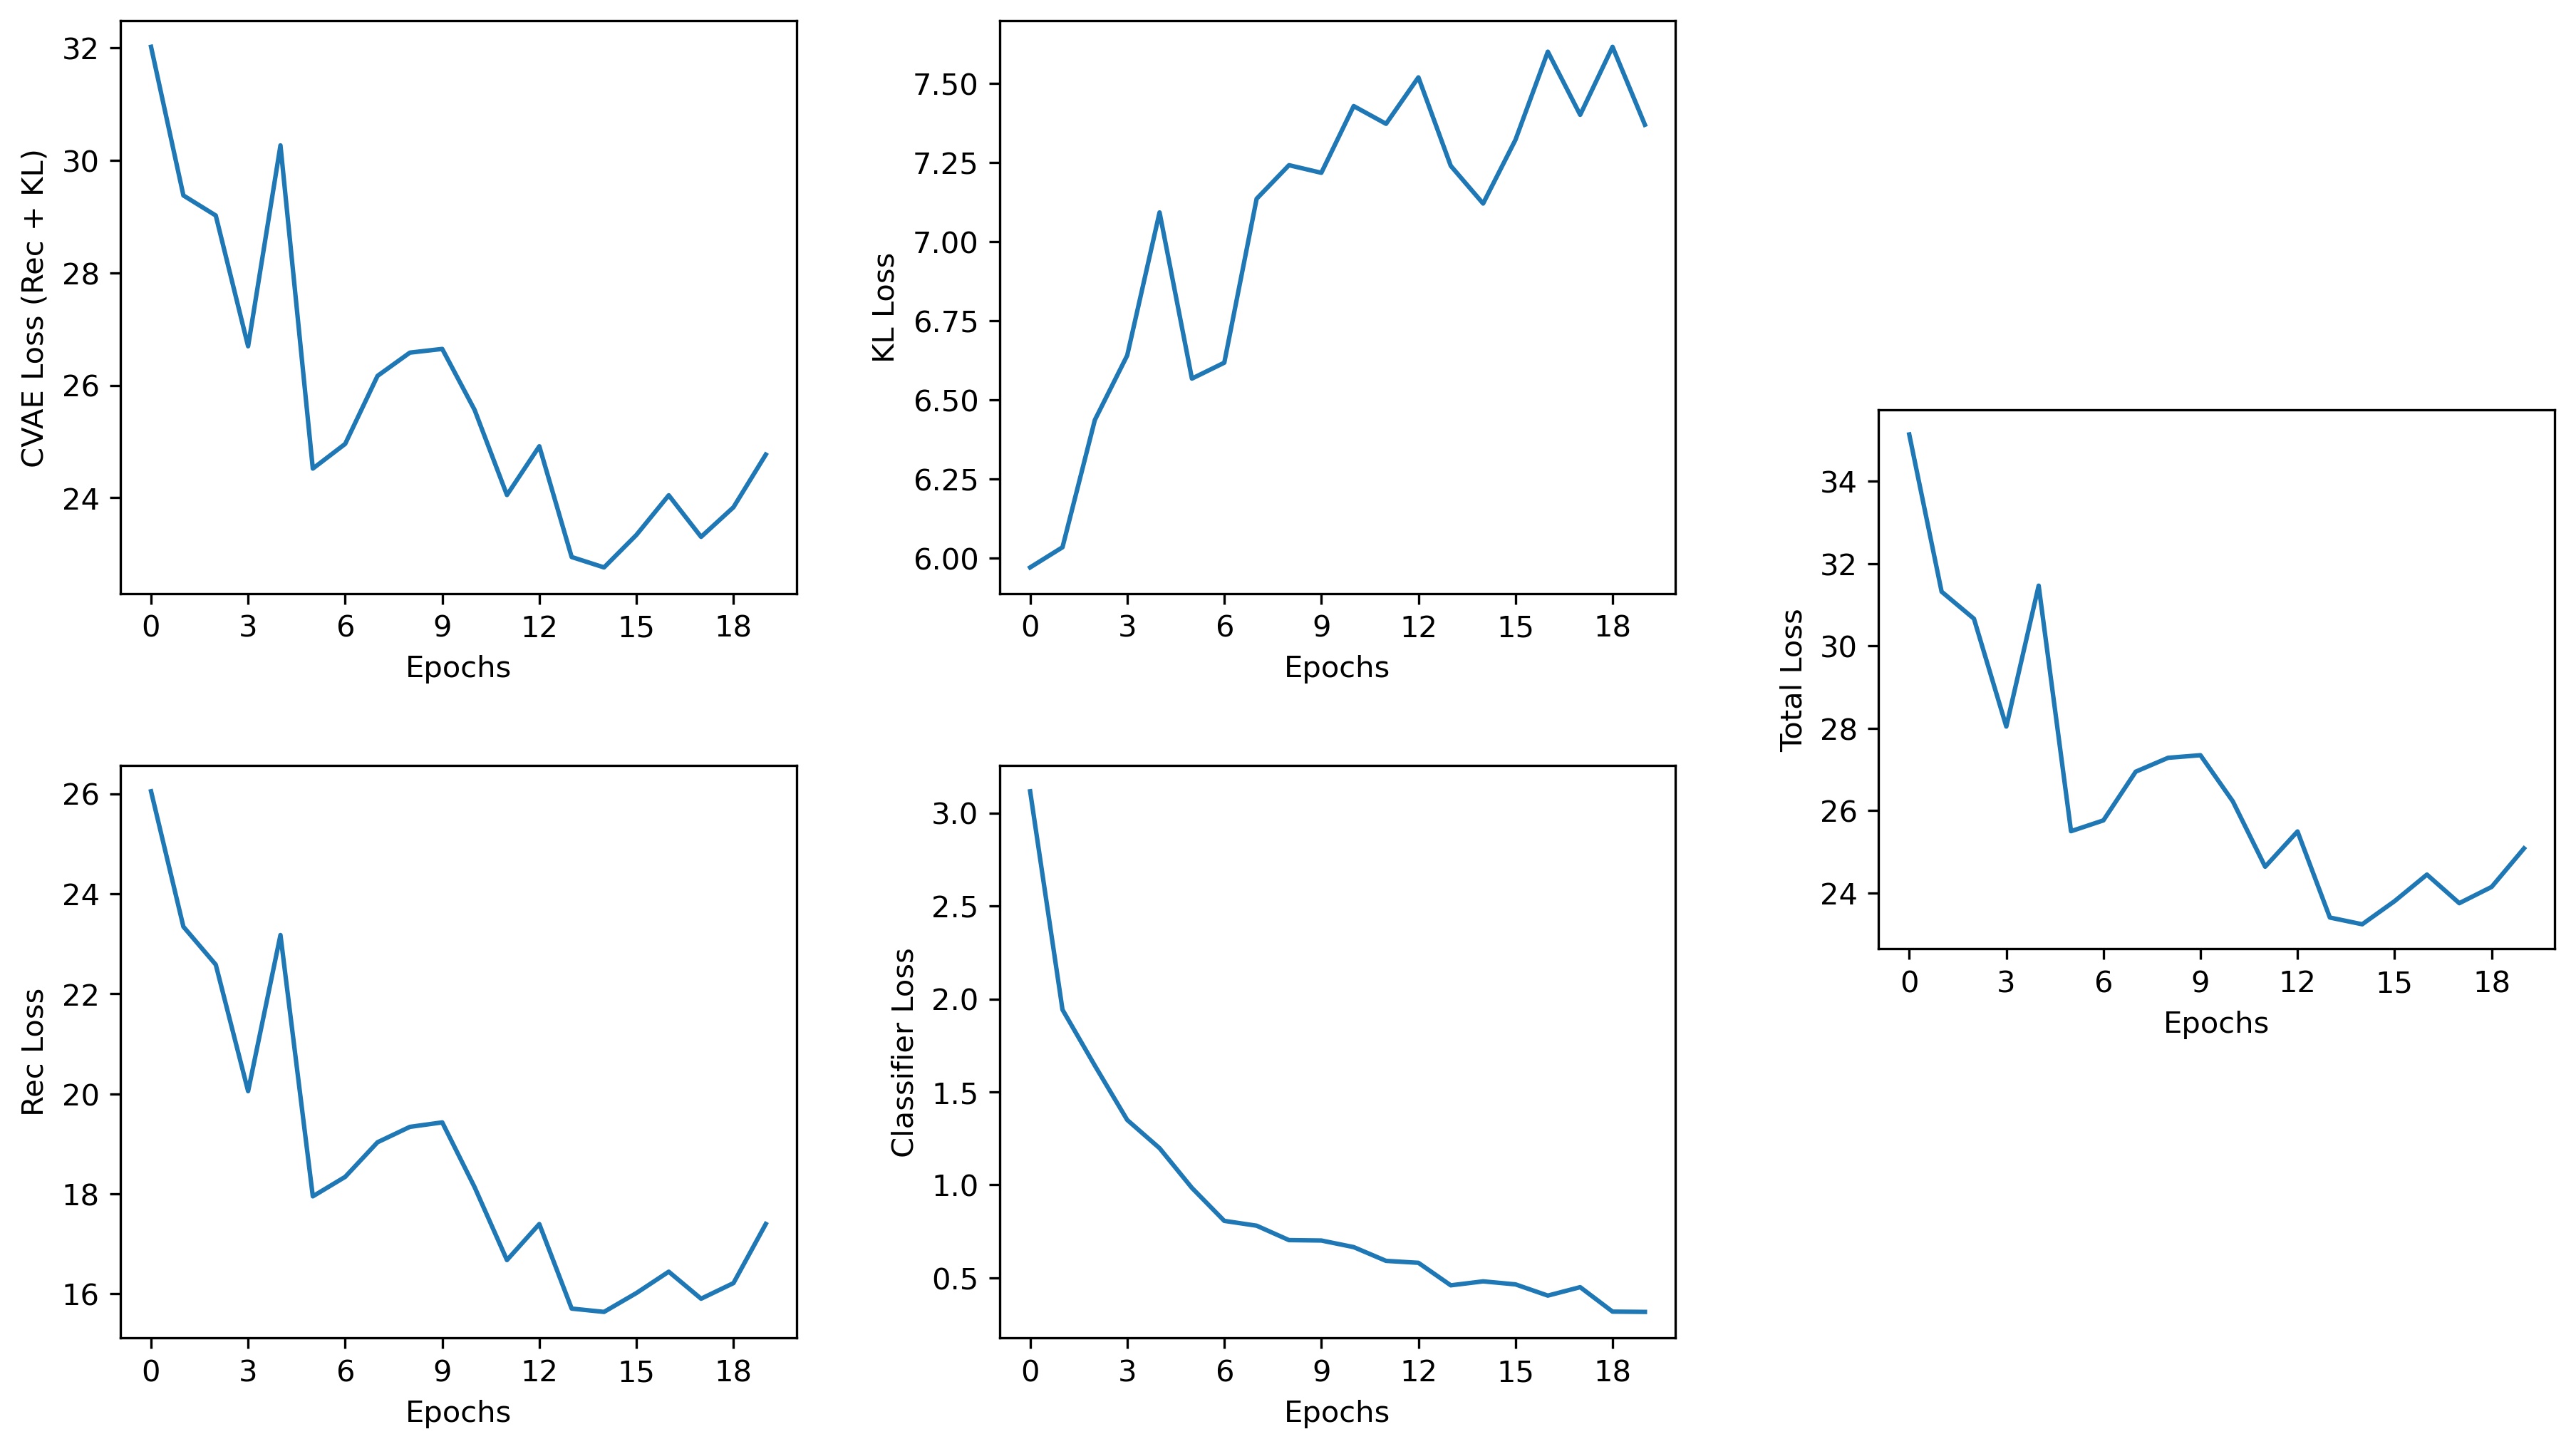 CVAE Loss (Rec + KL)
32
30
28
26
24
0 3 6 9 12 15 18
Epochs
KL Loss
7.50
7.25
7.00
6.75
6.50
6.25
6.00
0 3 6 9 12 15 18
Epochs
Rec Loss
26
24
22
20
18
16
0 3 6 9 12 15 18
Epochs
Classifier Loss
3.0
2.5
2.0
1.5
1.0
0.5
0 3 6 9 12 15 18
Epochs
Total Loss
34
32
30
28
26
24
0 3 6 9 12 15 18
Epochs